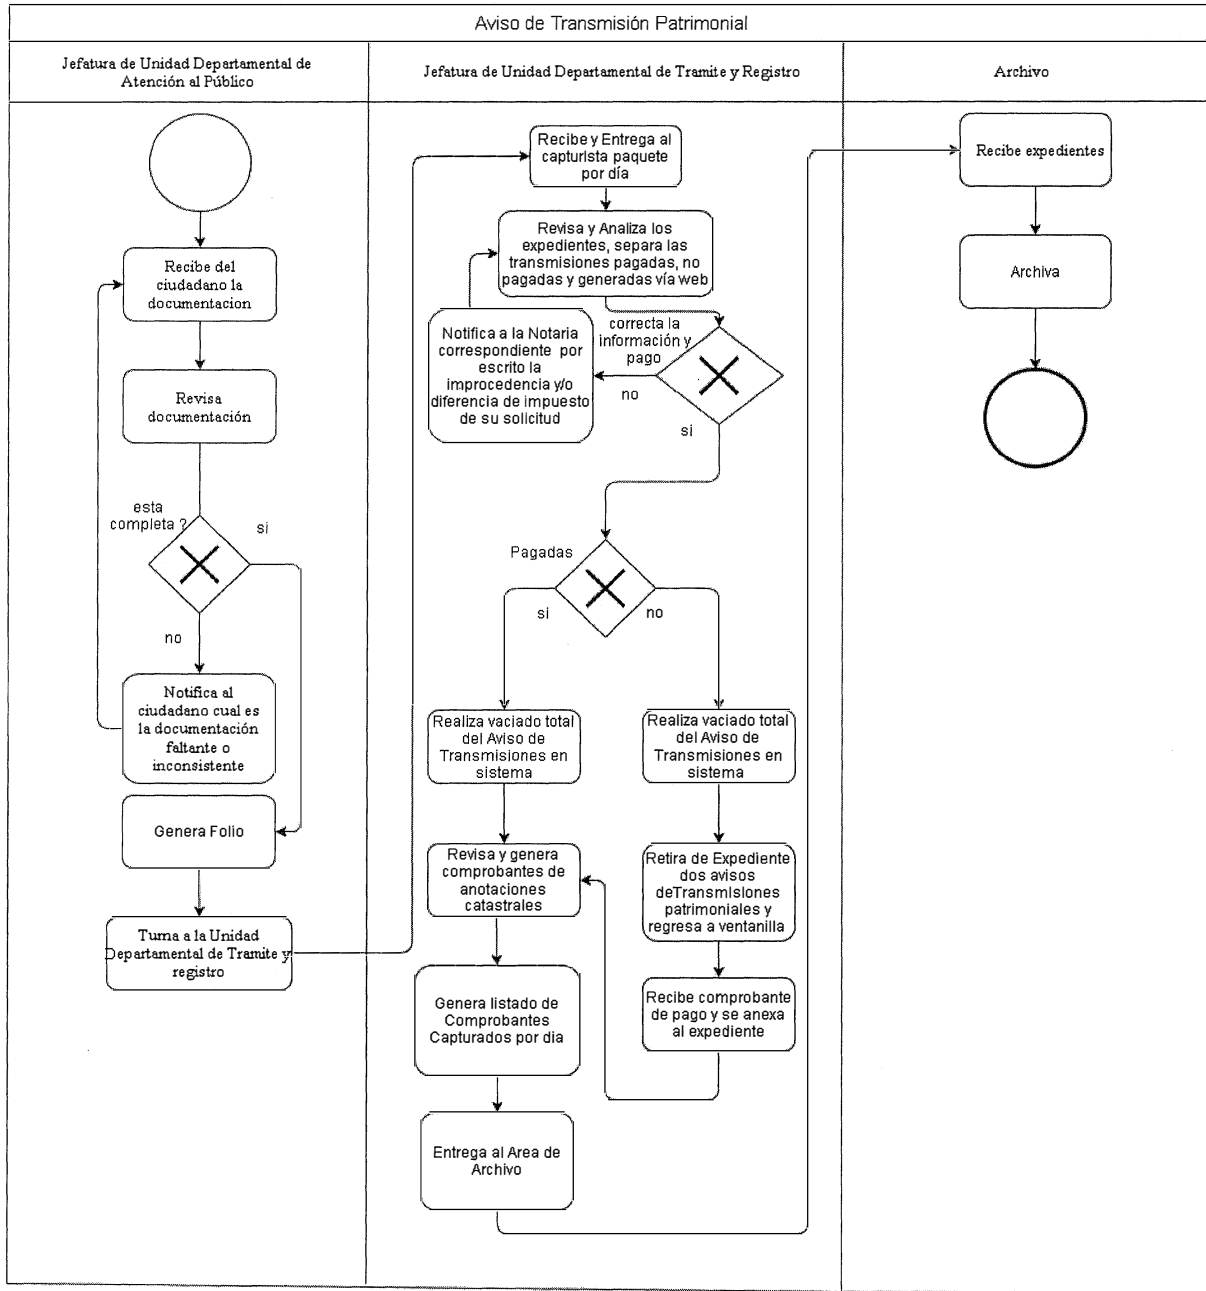 Aviso de Transmisión Patrimonial
Jefatura de Unidad Departamental de
Atención al Público
Jefatura de Unidad Departamental de Tramite y Registro
Archivo
Recibe del
ciudadano la
documentacion
Revisa
documentación
esta
completa ?
si
no
Notifica al
ciudadano cual es
la documentación
faltante o
inconsistente
Genera Folio
Turna a la Unidad
Departamental de Tramite y
registro
Recibe y Entrega al
capturista paquete
por día
Revisa y Analiza los
expedientes, separa las
transmisiones pagadas, no
pagadas y generadas vía web
correcta la
información y
pago
no
si
Notifica a la Notaria
correspondiente por
escrito la
improcedencia y/o
diferencia de impuesto
de su solicitud
Pagadas
si
no
Realiza vaciado total
del Aviso de
Transmisiones en
sistema
Realiza vaciado total
del Aviso de
Transmisiones en
sistema
Revisa y genera
comprobantes de
anotaciones
catastrales
Retira de Expediente
dos avisos
deTransmisiones
patrimoniales y
regresa a ventanilla
Genera listado de
Comprobantes
Capturados por dia
Recibe comprobante
de pago y se anexa
al expediente
Entrega al Area de
Archivo
Recibe expedientes
Archiva